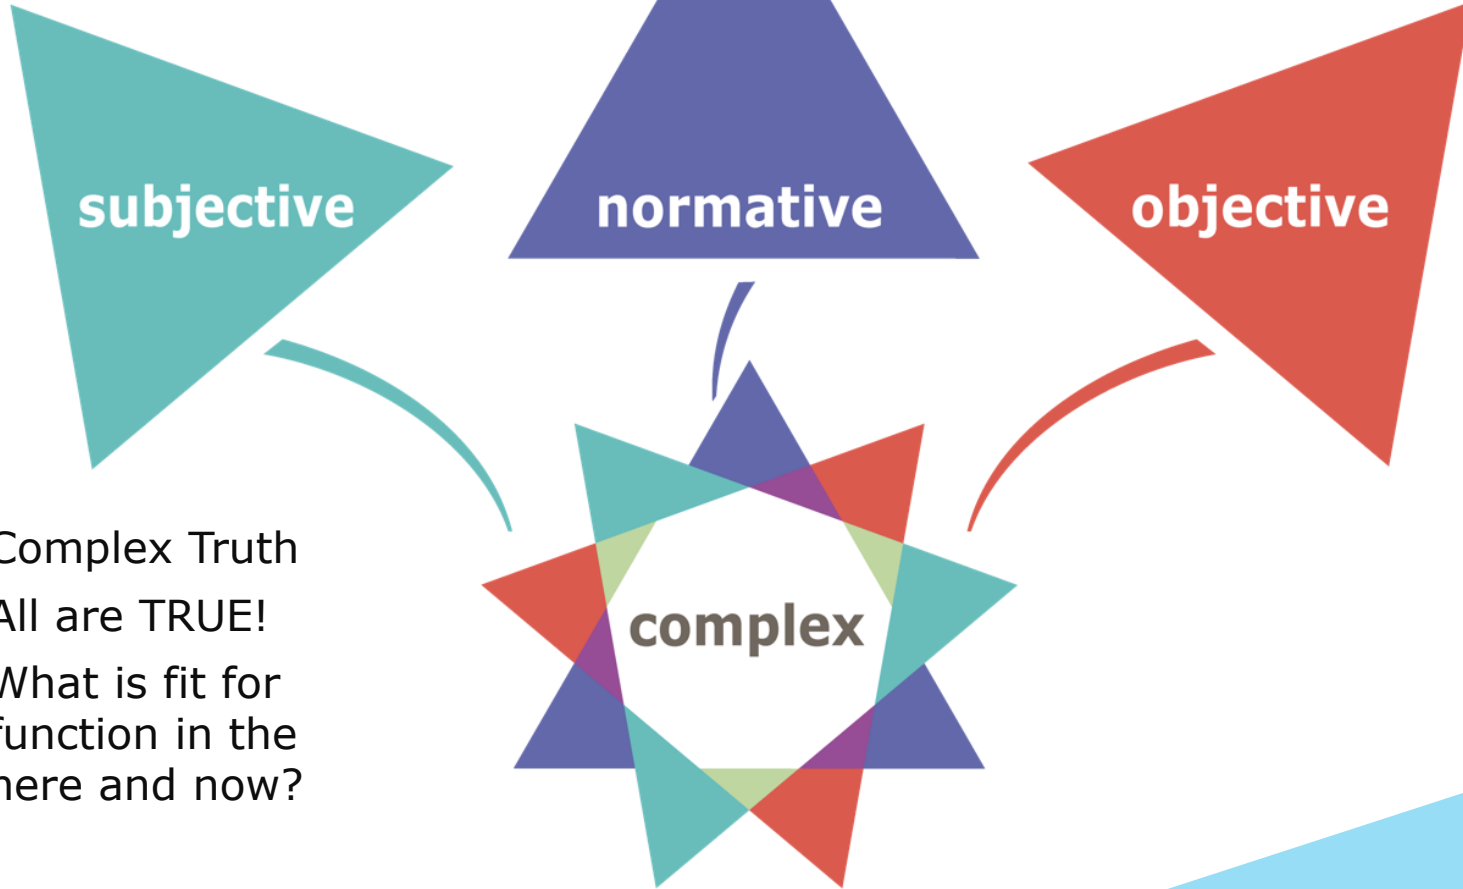 subjective
normative
objective
complex
Complex Truth
All are TRUE!
What is fit for
function in the
here and now?